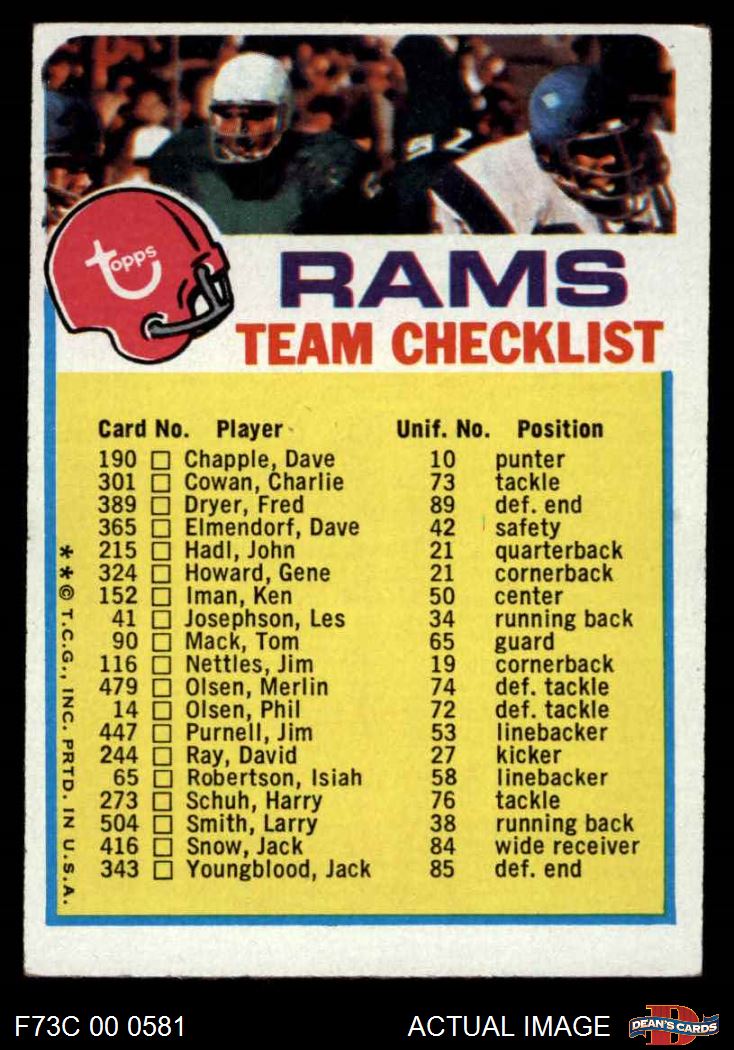 topps
RAMS
TEAM CHECKLIST
Card No. Player Unif. No. Position
190 □ Chapple, Dave 10 punter
301 □ Cowan, Charlie 73 tackle
389 □ Dryer, Fred 89 def. end
365 □ Elmendorf, Dave 42 safety
215 □ Hadl, John 21 quarterback
324 □ Howard, Gene 21 cornerback
152 □ Iman, Ken 50 center
41 □ Josephson, Les 34 running back
90 □ Mack, Tom 65 guard
116 □ Nettles, Jim 19 cornerback
479 □ Olsen, Merlin 74 def. tackle
14 □ Olsen, Phil 72 def. tackle
447 □ Purnell, Jim 53 linebacker
244 □ Ray, David 27 kicker
65 □ Robertson, Isiah 58 linebacker
273 □ Schuh, Harry 76 tackle
504 □ Smith, Larry 38 running back
416 □ Snow, Jack 84 wide receiver
343 □ Youngblood, Jack 85 def. end
**© T.C.G., INC. PRTD. IN U.S.A.
F73C 00 0581 ACTUAL IMAGE
DEAN'S CARDS